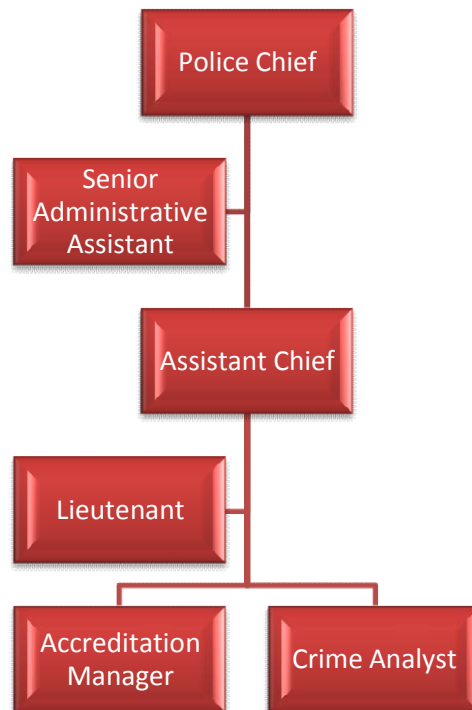 Police Chief
Senior
Administrative
Assistant
Assistant Chief
Lieutenant
Accreditation
Manager
Crime Analyst